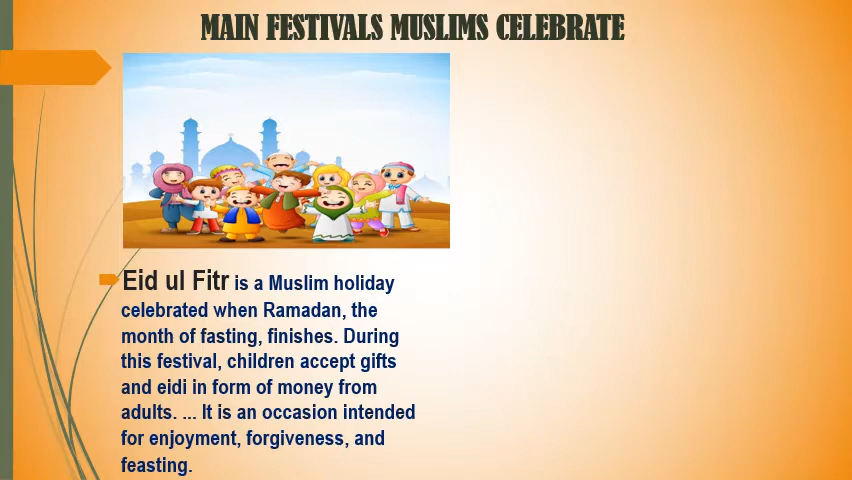 MAIN FESTIVALS MUSLIMS CELEBRATE
Eid ul Fitr is a Muslim holiday
celebrated when Ramadan, the
month of fasting, finishes. During
this festival, children accept gifts
and eidi in form of money from
adults. ... It is an occasion intended
for enjoyment, forgiveness, and
feasting.